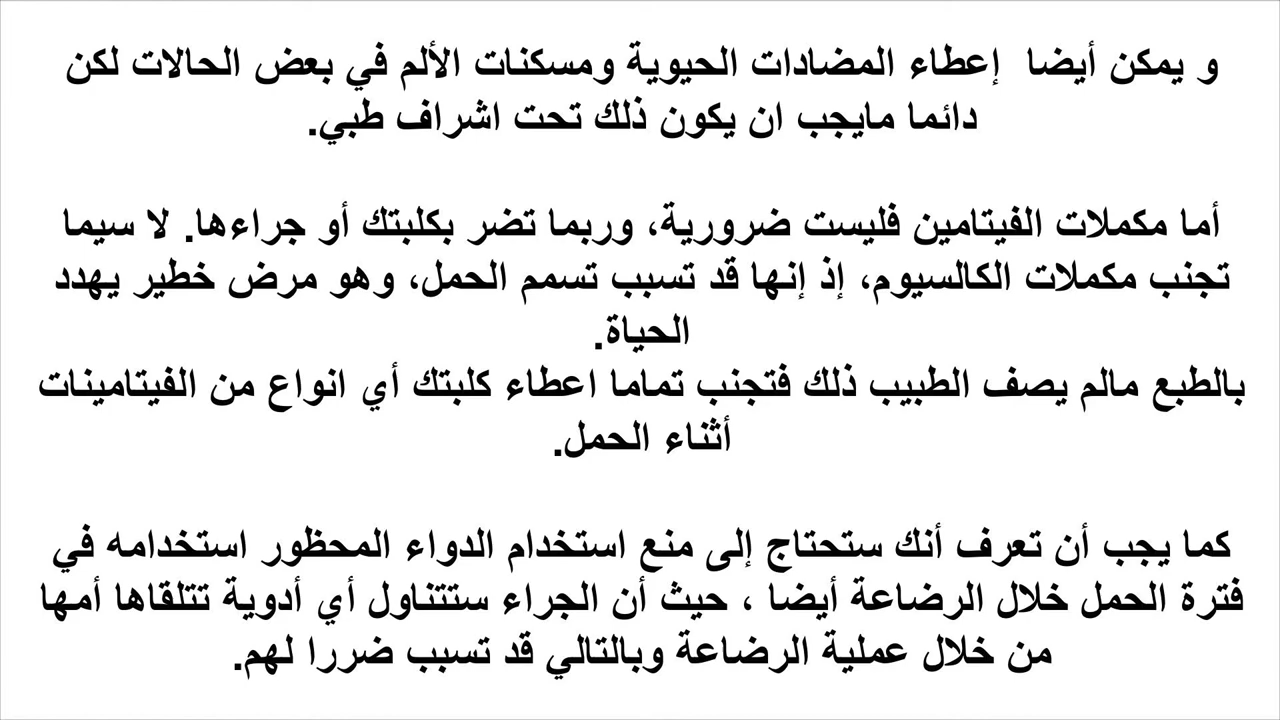 و يمكن أيضا  إعطاء المضادات الحيوية ومسكنات الألم في بعض الحالات لكن
دائما مايجب ان يكون ذلك تحت اشراف طبي.
أما مكملات الفيتامين فليست ضرورية، وربما تضر بكلبتك أو جراءها. لا سيما
تجنب مكملات الكالسيوم، إذ إنها قد تسبب تسمم الحمل، وهو مرض خطير يهدد
الحياة.
بالطبع مالم يصف الطبيب ذلك فتجنب تماما اعطاء كلبتك أي انواع من الفيتامينات
أثناء الحمل.
كما يجب أن تعرف أنك ستحتاج إلى منع استخدام الدواء المحظور استخدامه في
فترة الحمل خلال الرضاعة أيضا ، حيث أن الجراء ستتناول أي أدوية تتلقاها أمها
من خلال عملية الرضاعة وبالتالي قد تسبب ضررا لهم.